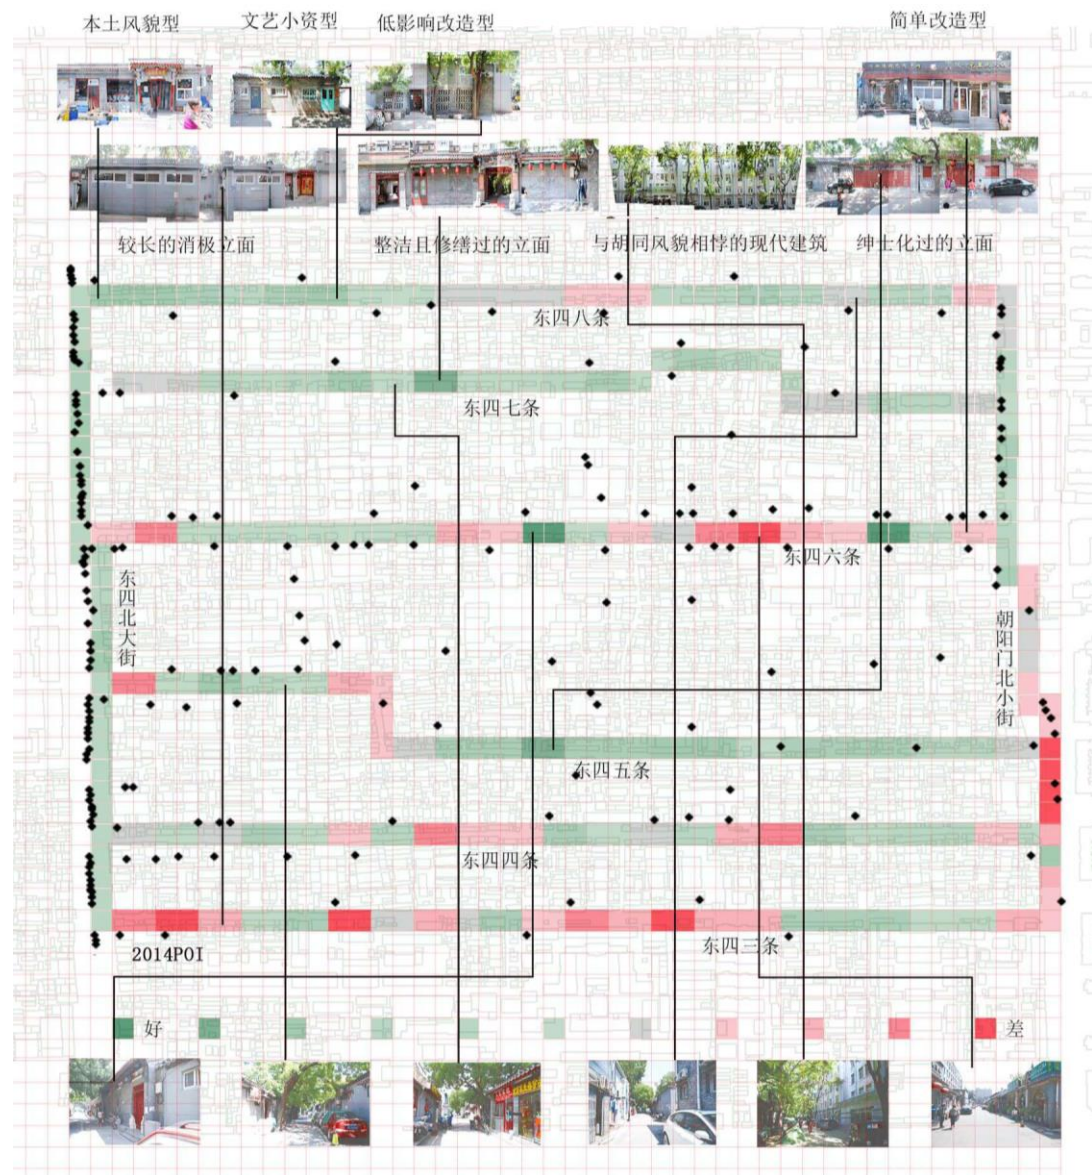 本土风貌型
文艺小资型
低影响改造型
简单改造型
较长的消极立面
整洁且修缮过的立面
与胡同风貌相悖的现代建筑
绅士化过的立面
东四八条
东四七条
东四六条
东四北大街
朝阳门北小街
东四五条
东四四条
东四三条
2014POI
好
差